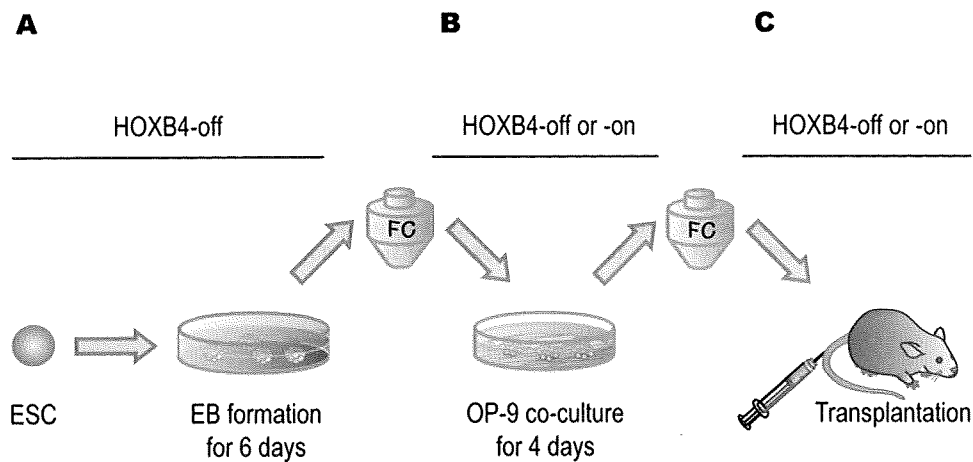 A
B
C
HOXB4-off
HOXB4-off or -on
HOXB4-off or -on
FC
FC
ESC
EB formation
for 6 days
OP-9 co-culture
for 4 days
Transplantation